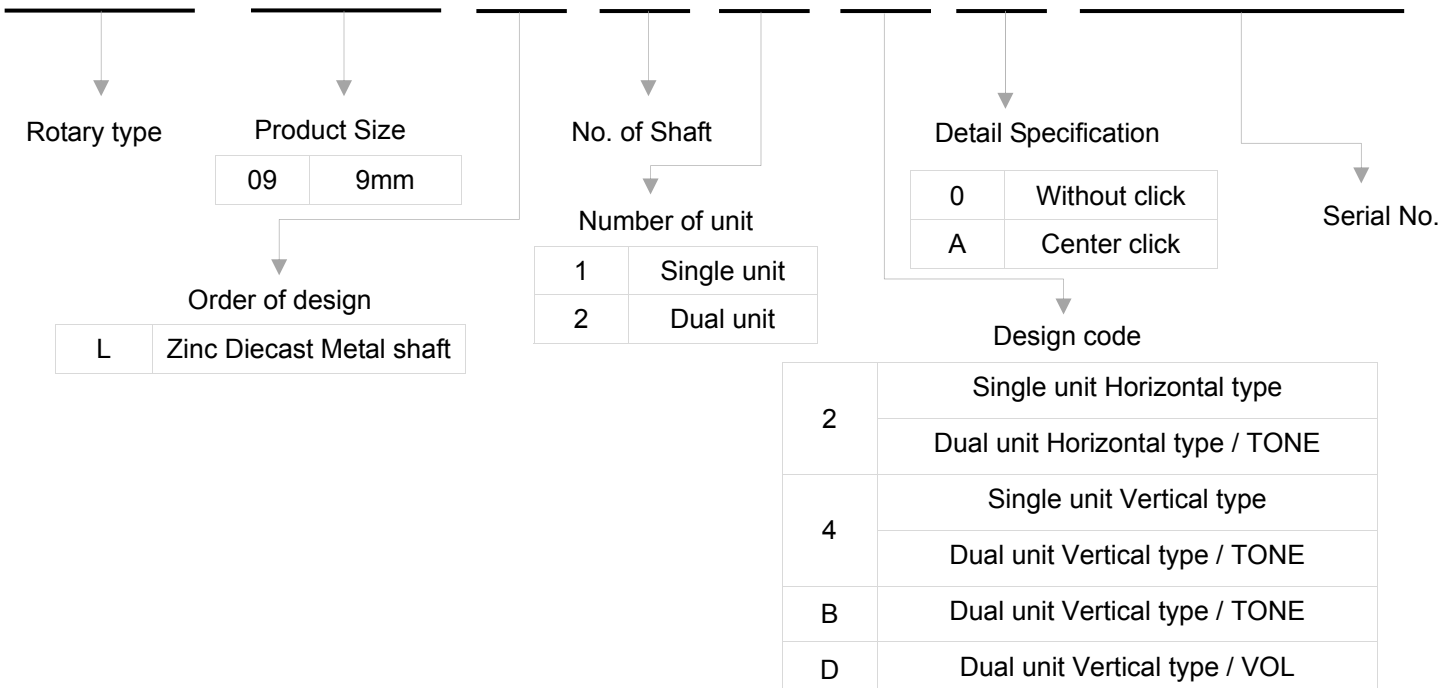 Rotary type
Product Size
09 9mm
Order of design
L Zinc Diecast Metal shaft
No. of Shaft
Number of unit
1 Single unit
2 Dual unit
Detail Specification
0 Without click
A Center click
Serial No.
Design code
2
Single unit Horizontal type
Dual unit Horizontal type / TONE
4
Single unit Vertical type
Dual unit Vertical type / TONE
B Dual unit Vertical type / TONE
D Dual unit Vertical type / VOL